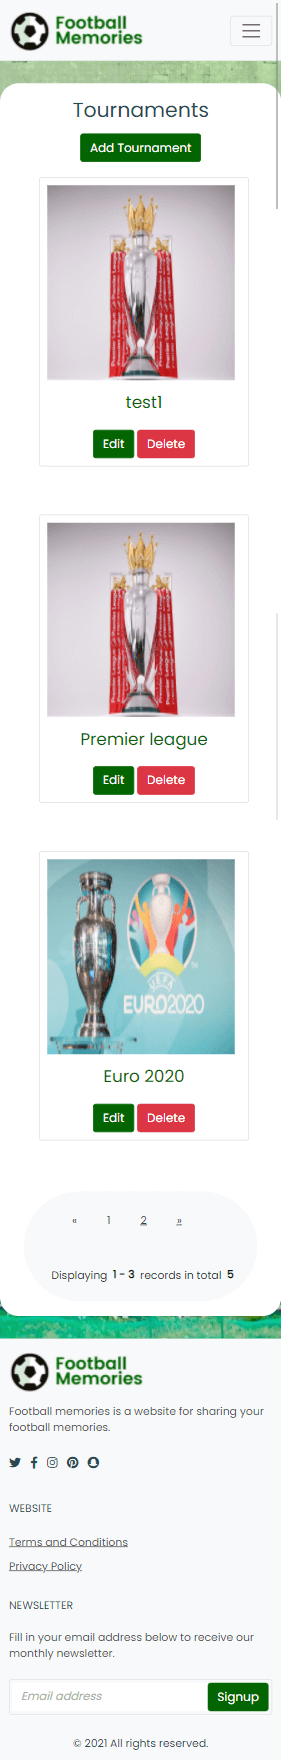 Football
Memories
Tournaments
Add Tournament
test1
Edit Delete
Premier league
Edit Delete
UEFA
EURO2020
Euro 2020
Edit Delete
« 1 2 »
Displaying 1 - 3 records in total 5
Football
Memories
Football memories is a website for sharing your
football memories.
WEBSITE
Terms and Conditions
Privacy Policy
NEWSLETTER
Fill in your email address below to receive our
monthly newsletter.
Email address Signup
© 2021 All rights reserved.